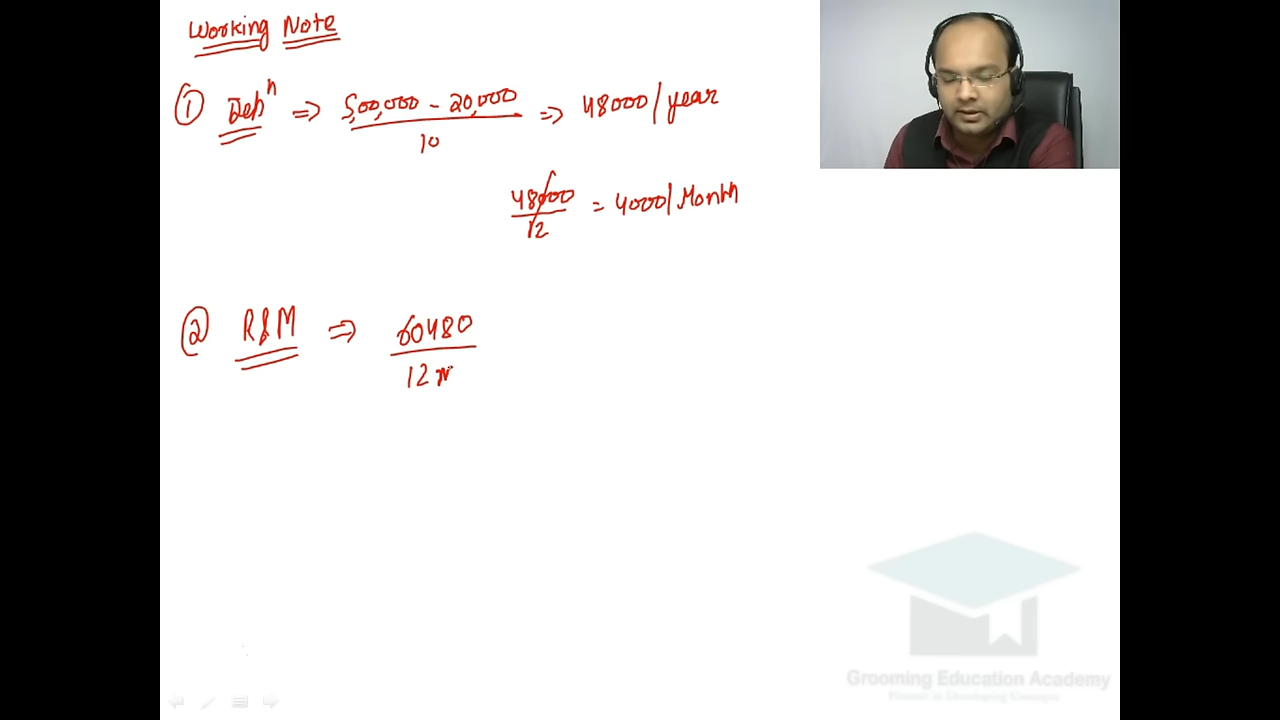 Working Note
① Depⁿ ⇒ 5,00,000 - 20,000 / 10 ⇒ 48000/year
48000 / 12 = 4000/Month
② R&M ⇒ 60480 / 12
Grooming Education Academy